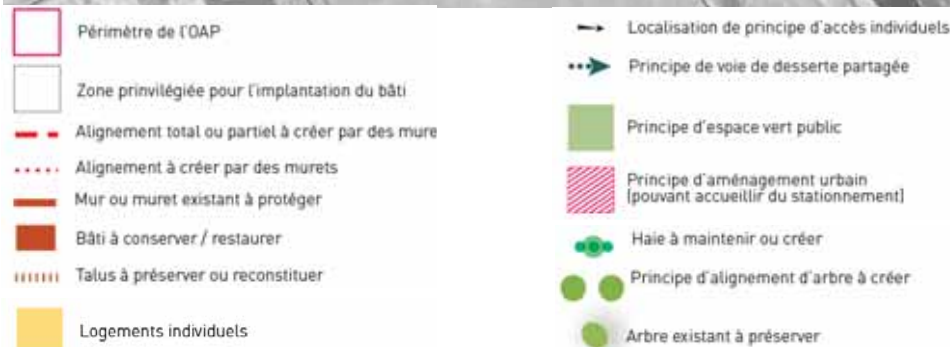 Périmètre de l'OAP
Zone prinvilégiée pour l'implantation du bâti
Alignement total ou partiel à créer par des mure
Alignement à créer par des murets
Mur ou muret existant à protéger
Bâti à conserver / restaurer
Talus à préserver ou reconstituer
Logements individuels
Localisation de principe d'accès individuels
Principe de voie de desserte partagée
Principe d'espace vert public
Principe d'aménagement urbain
(pouvant accueillir du stationnement)
Haie à maintenir ou créer
Principe d'alignement d'arbre à créer
Arbre existant à préserver